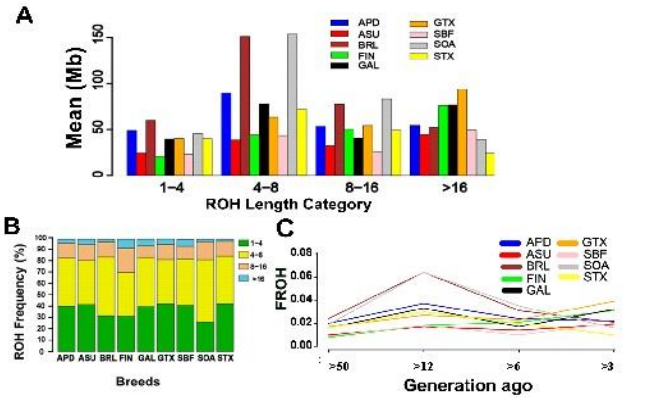 A
Mean (Mb)
150
100
50
0
1–4
4–8
8–16
>16
ROH Length Category
APD
ASU
BRL
FIN
GAL
GTX
SBF
SOA
STX
B
ROH Frequency (%)
100
90
80
70
60
50
40
30
20
10
0
APD ASU BRL FIN GAL GTX SBF SOA STX
Breeds
1–4
4–8
8–16
>16
C
FROH
0.08
0.06
0.04
0.02
0.00
>50
>12
>6
>3
Generation ago
APD
ASU
BRL
FIN
GAL
GTX
SBF
SOA
STX